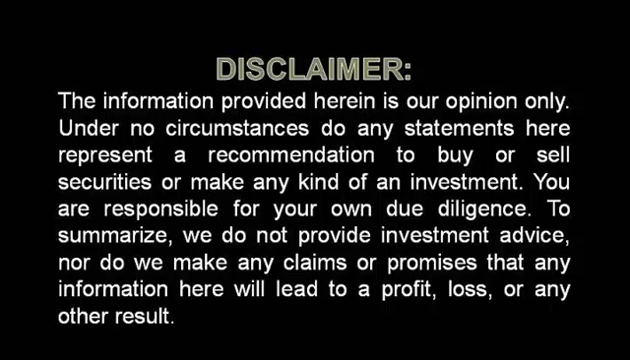 DISCLAIMER:
The information provided herein is our opinion only.
Under no circumstances do any statements here
represent a recommendation to buy or sell
securities or make any kind of an investment. You
are responsible for your own due diligence. To
summarize, we do not provide investment advice,
nor do we make any claims or promises that any
information here will lead to a profit, loss, or any
other result.